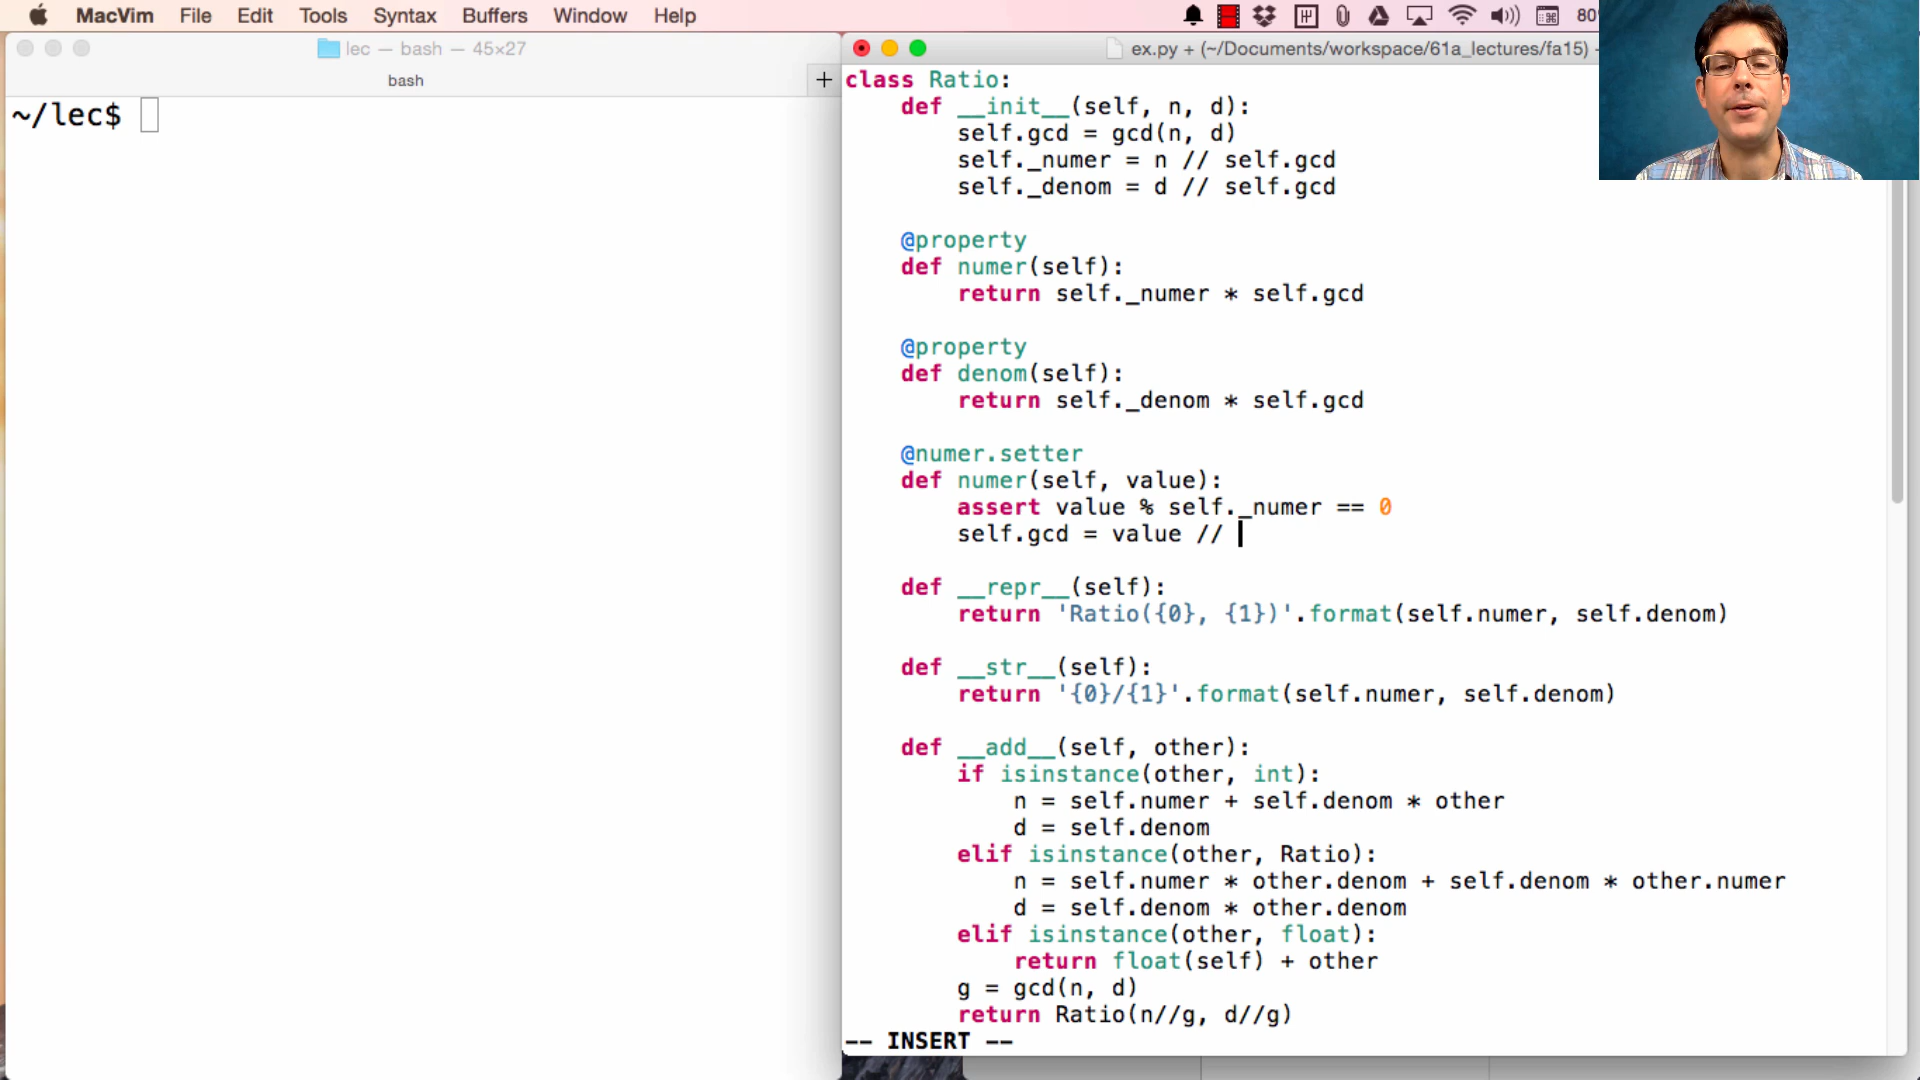 MacVim File Edit Tools Syntax Buffers Window Help 80
lec — bash — 45×27
bash
~/lec$
ex.py + (~/Documents/workspace/61a_lectures/fa15) -
class Ratio:
    def __init__(self, n, d):
        self.gcd = gcd(n, d)
        self._numer = n // self.gcd
        self._denom = d // self.gcd
    @property
    def numer(self):
        return self._numer * self.gcd
    @property
    def denom(self):
        return self._denom * self.gcd
    @numer.setter
    def numer(self, value):
        assert value % self._numer == 0
        self.gcd = value //
    def __repr__(self):
        return 'Ratio({0}, {1})'.format(self.numer, self.denom)
    def __str__(self):
        return '{0}/{1}'.format(self.numer, self.denom)
    def __add__(self, other):
        if isinstance(other, int):
            n = self.numer + self.denom * other
            d = self.denom
        elif isinstance(other, Ratio):
            n = self.numer * other.denom + self.denom * other.numer
            d = self.denom * other.denom
        elif isinstance(other, float):
            return float(self) + other
        g = gcd(n, d)
        return Ratio(n//g, d//g)
-- INSERT --